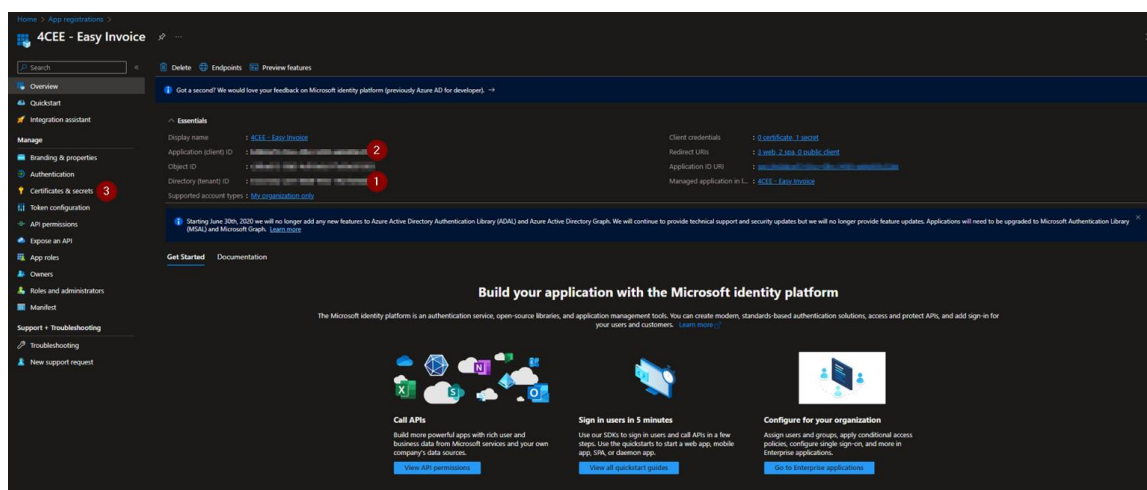 Home > App registrations >
4CEE - Easy Invoice
Search
Overview
Quickstart
Integration assistant
Manage
Branding & properties
Authentication
Certificates & secrets 3
Token configuration
API permissions
Expose an API
App roles
Owners
Roles and administrators
Manifest
Support + Troubleshooting
Troubleshooting
New support request
Delete Endpoints Preview features
Got a second? We would love your feedback on Microsoft identity platform (previously Azure AD for developer). →
Essentials
Display name : 4CEE - Easy Invoice
Application (client) ID : 2
Object ID :
Directory (tenant) ID : 1
Supported account types : My organization only
Client credentials : 0 certificate, 1 secret
Redirect URIs : 3 web, 2 spa, 0 public client
Application ID URI :
Managed application in l... : 4CEE - Easy Invoice
Starting June 30th, 2020 we will no longer add any new features to Azure Active Directory Authentication Library (ADAL) and Azure Active Directory Graph. We will continue to provide technical support and security updates but we will no longer provide feature updates. Applications will need to be upgraded to Microsoft Authentication Library
(MSAL) and Microsoft Graph. Learn more
Get Started Documentation
Build your application with the Microsoft identity platform
The Microsoft identity platform is an authentication service, open-source libraries, and application management tools. You can create modern, standards-based authentication solutions, access and protect APIs, and add sign-in for
your users and customers. Learn more
Call APIs
Build more powerful apps with rich user and
business data from Microsoft services and your own
company's data sources.
View API permissions
Sign in users in 5 minutes
Use our SDKs to sign in users and call APIs in a few
steps. Use the quickstarts to start a web app, mobile
app, SPA, or daemon app.
View all quickstart guides
Configure for your organization
Assign users and groups, apply conditional access
policies, configure single sign-on, and more in
Enterprise applications.
Go to Enterprise applications